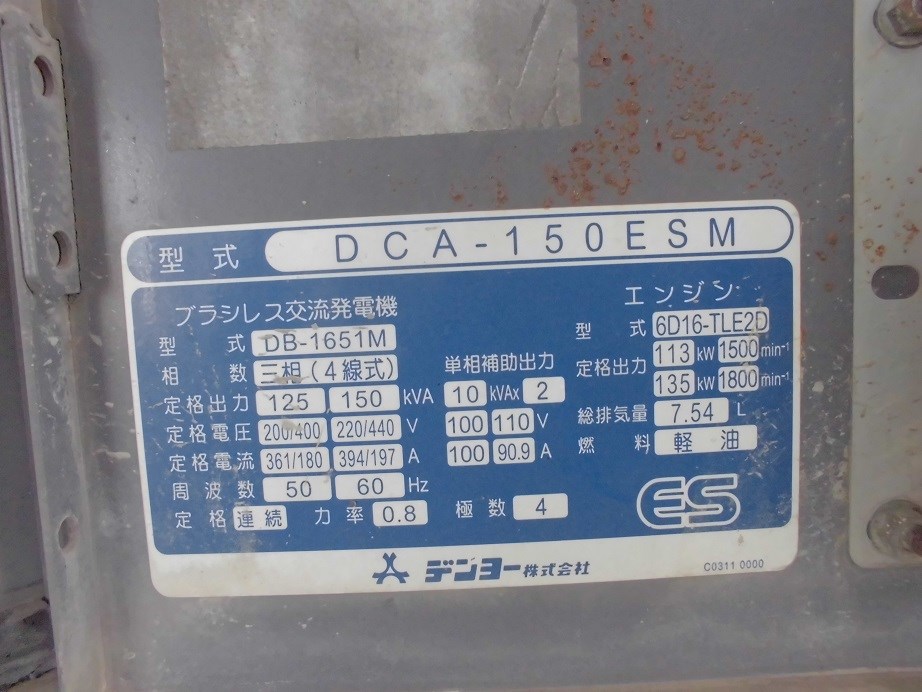 型式 DCA-150ESM
ブラシレス交流発電機
型式 DB-1651M
相数 三相(4線式)
定格出力 125 150 kVA
定格電圧 200/400 220/440 V
定格電流 361/180 394/197 A
周波数 50 60 Hz
定格 連続 力率 0.8 極数 4
単相補助出力
10 kVAx 2
100 110 V
100 90.9 A
エンジン
型式 6D16-TLE2D
定格出力 113 kW 1500 min⁻¹
135 kW 1800 min⁻¹
総排気量 7.54 L
燃料 軽油
ES
デンヨー株式会社
C0311 0000